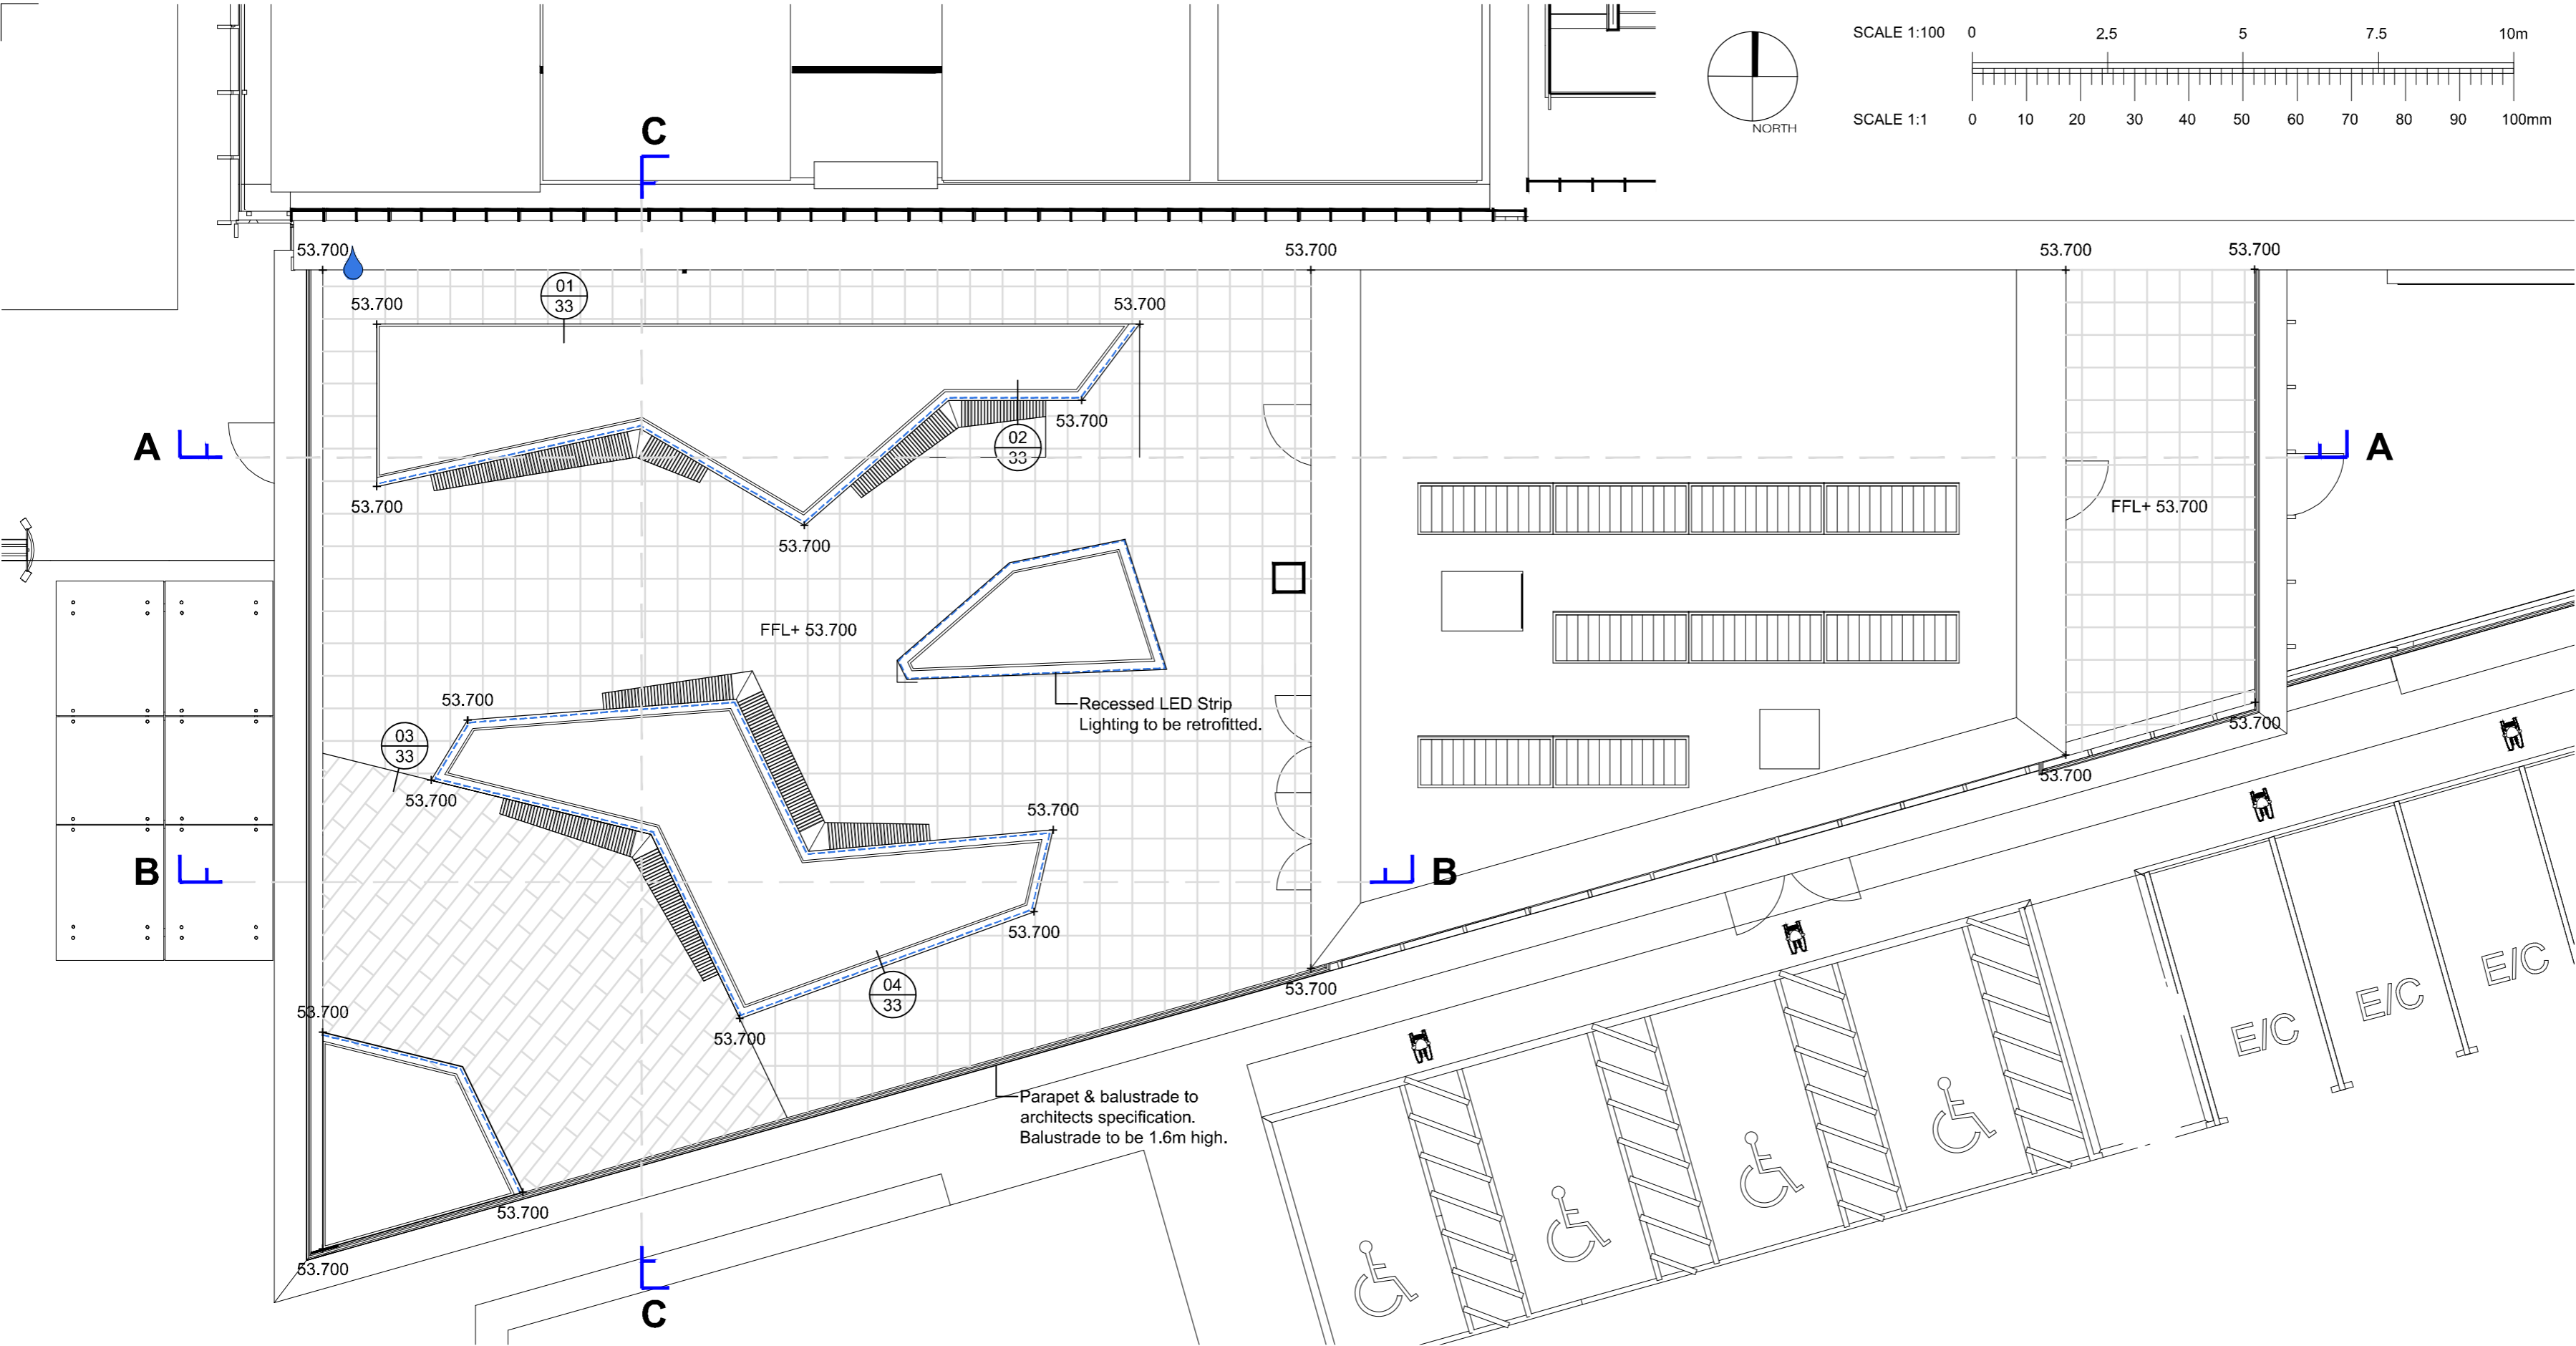 SCALE 1:100 0 2.5 5 7.5 10m
NORTH
SCALE 1:1 0 10 20 30 40 50 60 70 80 90 100mm
C
53.700 53.700 53.700 53.700
01
33
53.700 53.700
53.700
02
33
A A
53.700
53.700
FFL+ 53.700
FFL+ 53.700
53.700
Recessed LED Strip
Lighting to be retrofitted.
53.700
03
33
53.700
53.700
53.700
B B
53.700
04
33
53.700
53.700
53.700
E/C E/C E/C
Parapet & balustrade to
architects specification.
Balustrade to be 1.6m high.
53.700
53.700
C